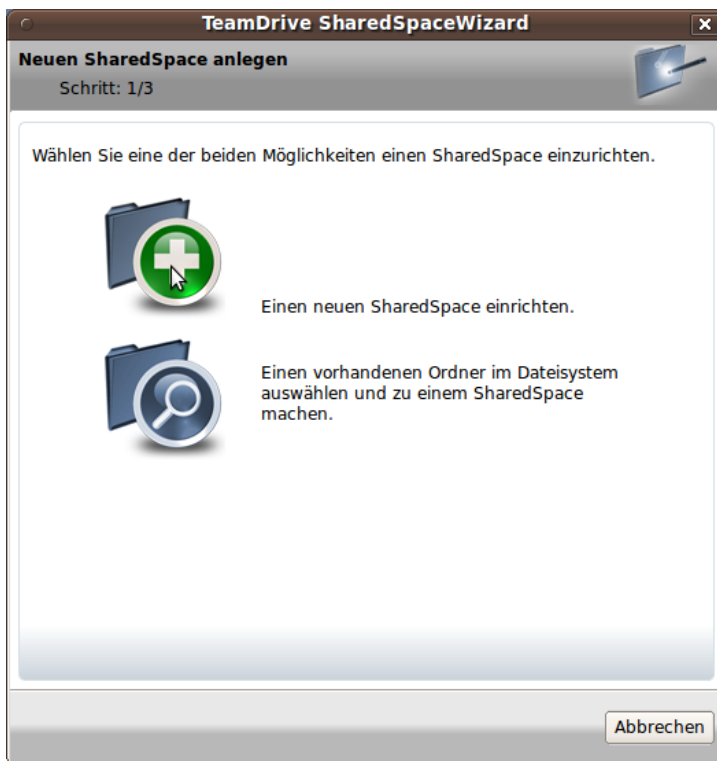 TeamDrive SharedSpaceWizard
Neuen SharedSpace anlegen
Schritt: 1/3
Wählen Sie eine der beiden Möglichkeiten einen SharedSpace einzurichten.
Einen neuen SharedSpace einrichten.
Einen vorhandenen Ordner im Dateisystem
auswählen und zu einem SharedSpace
machen.
Abbrechen